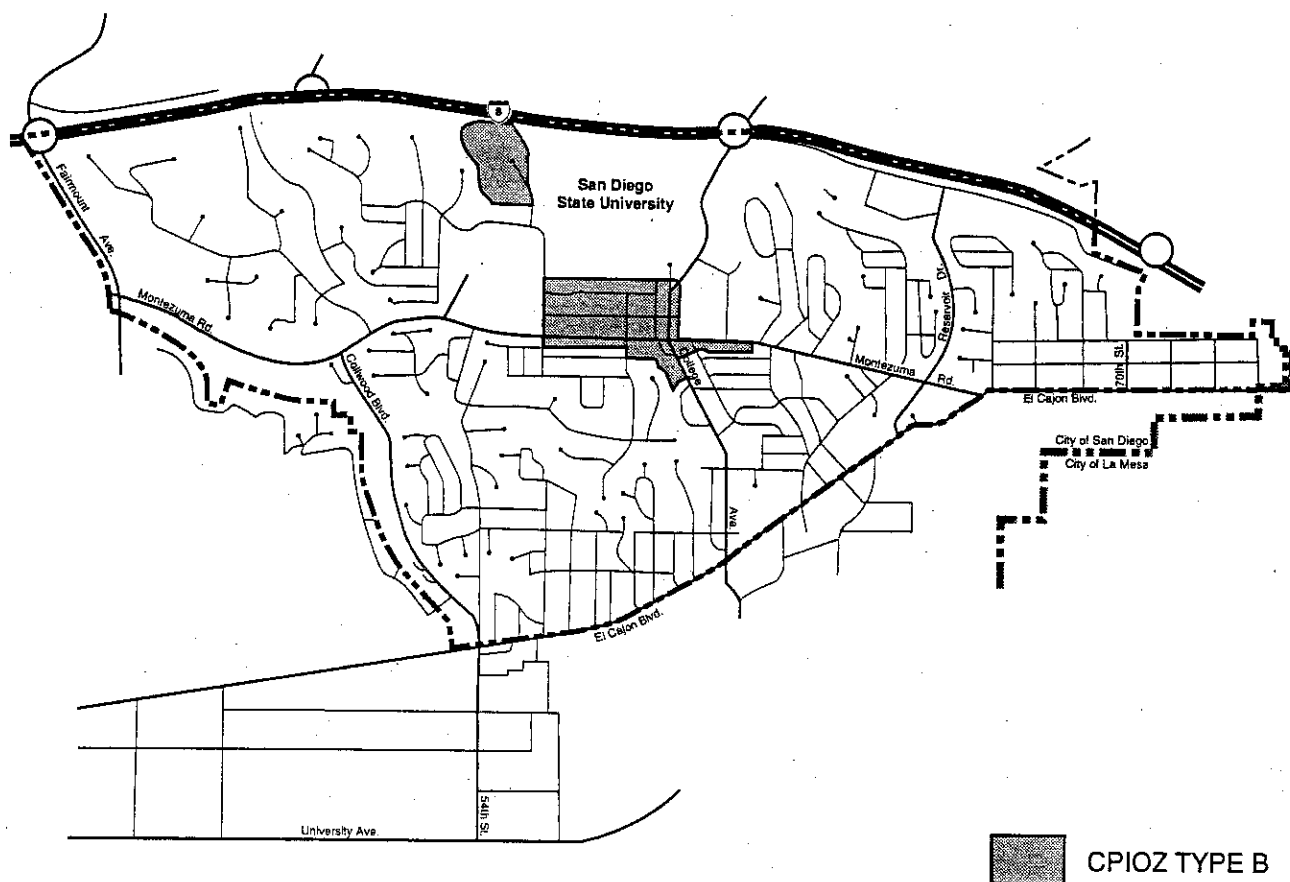 8
San Diego
State University
Fairmount
Ave.
Montezuma Rd.
Collwood Blvd.
College
Ave.
Reservoir Dr.
Montezuma
Rd.
70th St.
El Cajon Blvd.
City of San Diego
City of La Mesa
El Cajon Blvd.
54th St.
University Ave.
CPIOZ TYPE B